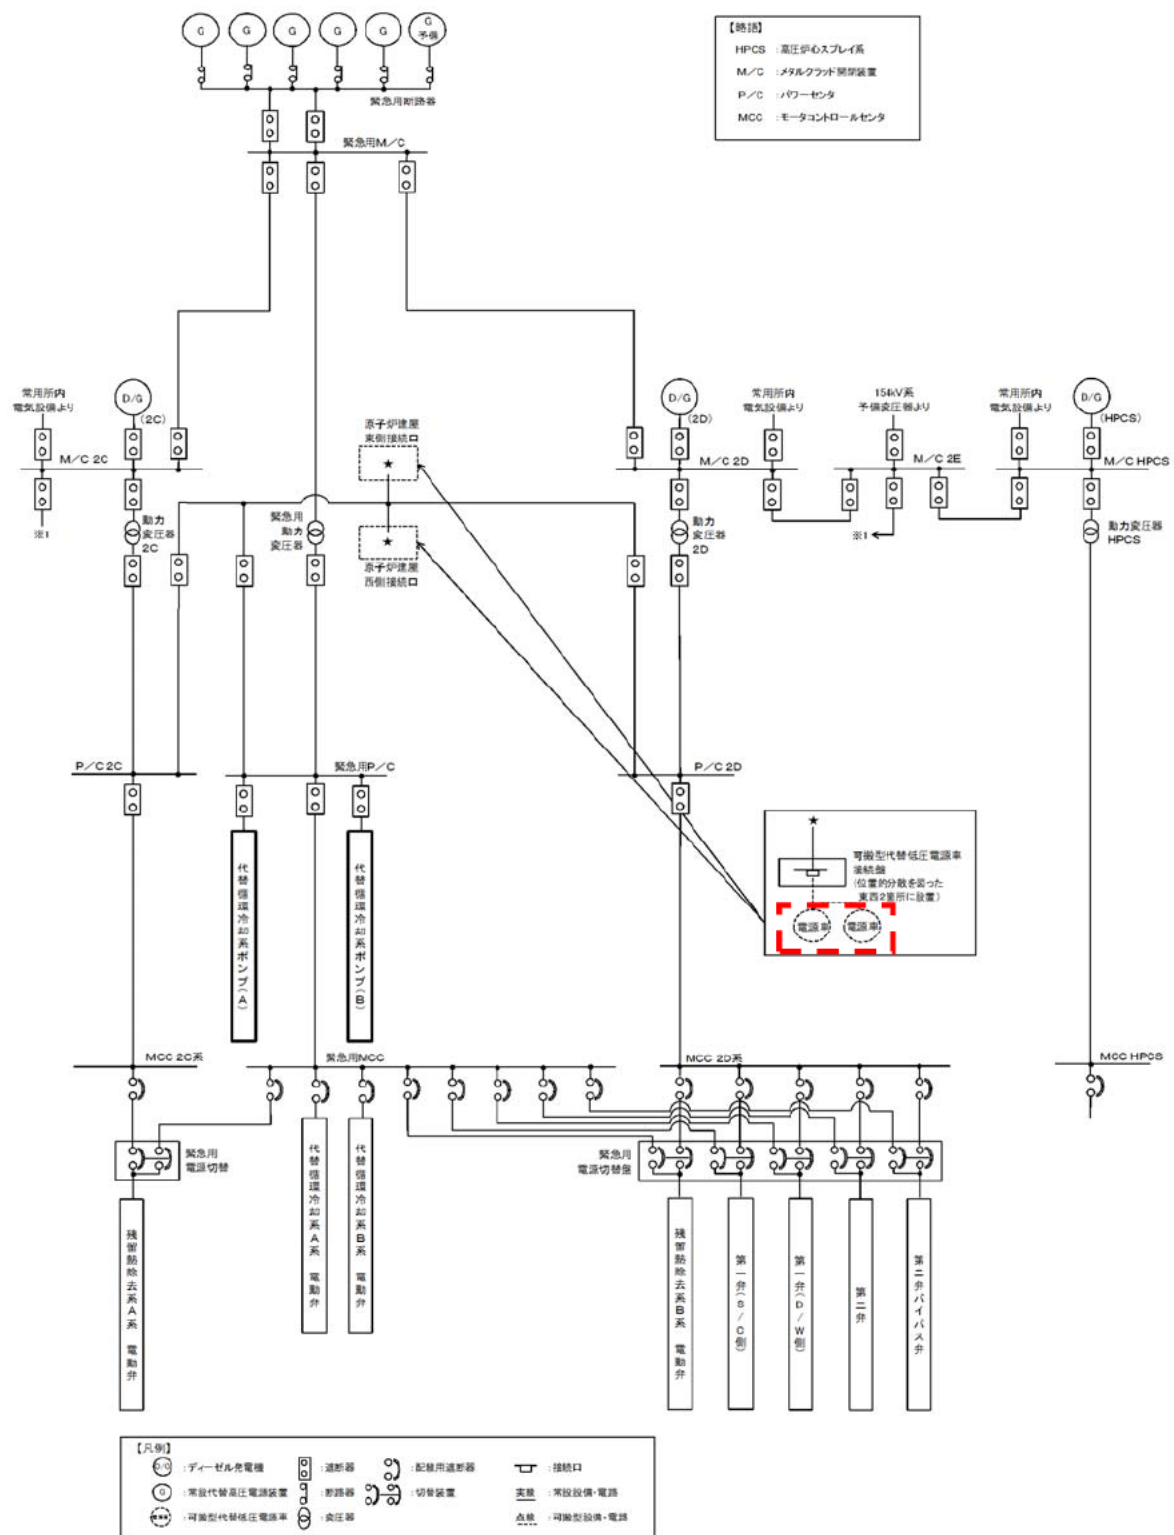 G
G
G
G
G
G
予備
緊急用断路器
【略語】
HPCS ：高圧炉心スプレイ系
M／C ：メタルクラッド開閉装置
P／C ：パワーセンタ
MCC ：モータコントロールセンタ
緊急用M／C
常用所内
電気設備より
D/G
(2C)
M／C 2C
※1
動力
変圧器
2C
原子炉建屋
東側接続口
★
緊急用
動力
変圧器
★
原子炉建屋
西側接続口
D/G
(2D)
M／C 2D
動力
変圧器
2D
常用所内
電気設備より
154kV系
予備変圧器より
M／C 2E
※1
常用所内
電気設備より
D/G
(HPCS)
M／C HPCS
動力変圧器
HPCS
P／C 2C
緊急用P／C
P／C 2D
代替循環冷却系ポンプ(A)
代替循環冷却系ポンプ(B)
★
可搬型代替低圧電源車
接続盤
(位置的分散を図った
東西2箇所に設置)
電源車
電源車
MCC 2C系
緊急用MCC
MCC 2D系
MCC HPCS
緊急用
電源切替
緊急用
電源切替盤
残留熱除去系A系 電動弁
代替循環冷却系A系 電動弁
代替循環冷却系B系 電動弁
残留熱除去系B系 電動弁
第一弁(S/C側)
第一弁(D/W側)
第二弁
第二弁バイパス弁
【凡例】
D/G ：ディーゼル発電機
：遮断器
：配線用遮断器
：接続口
G ：常設代替高圧電源装置
：断路器
：切替装置
実線 ：常設設備・電路
：可搬型代替低圧電源車
：変圧器
点線 ：可搬型設備・電路